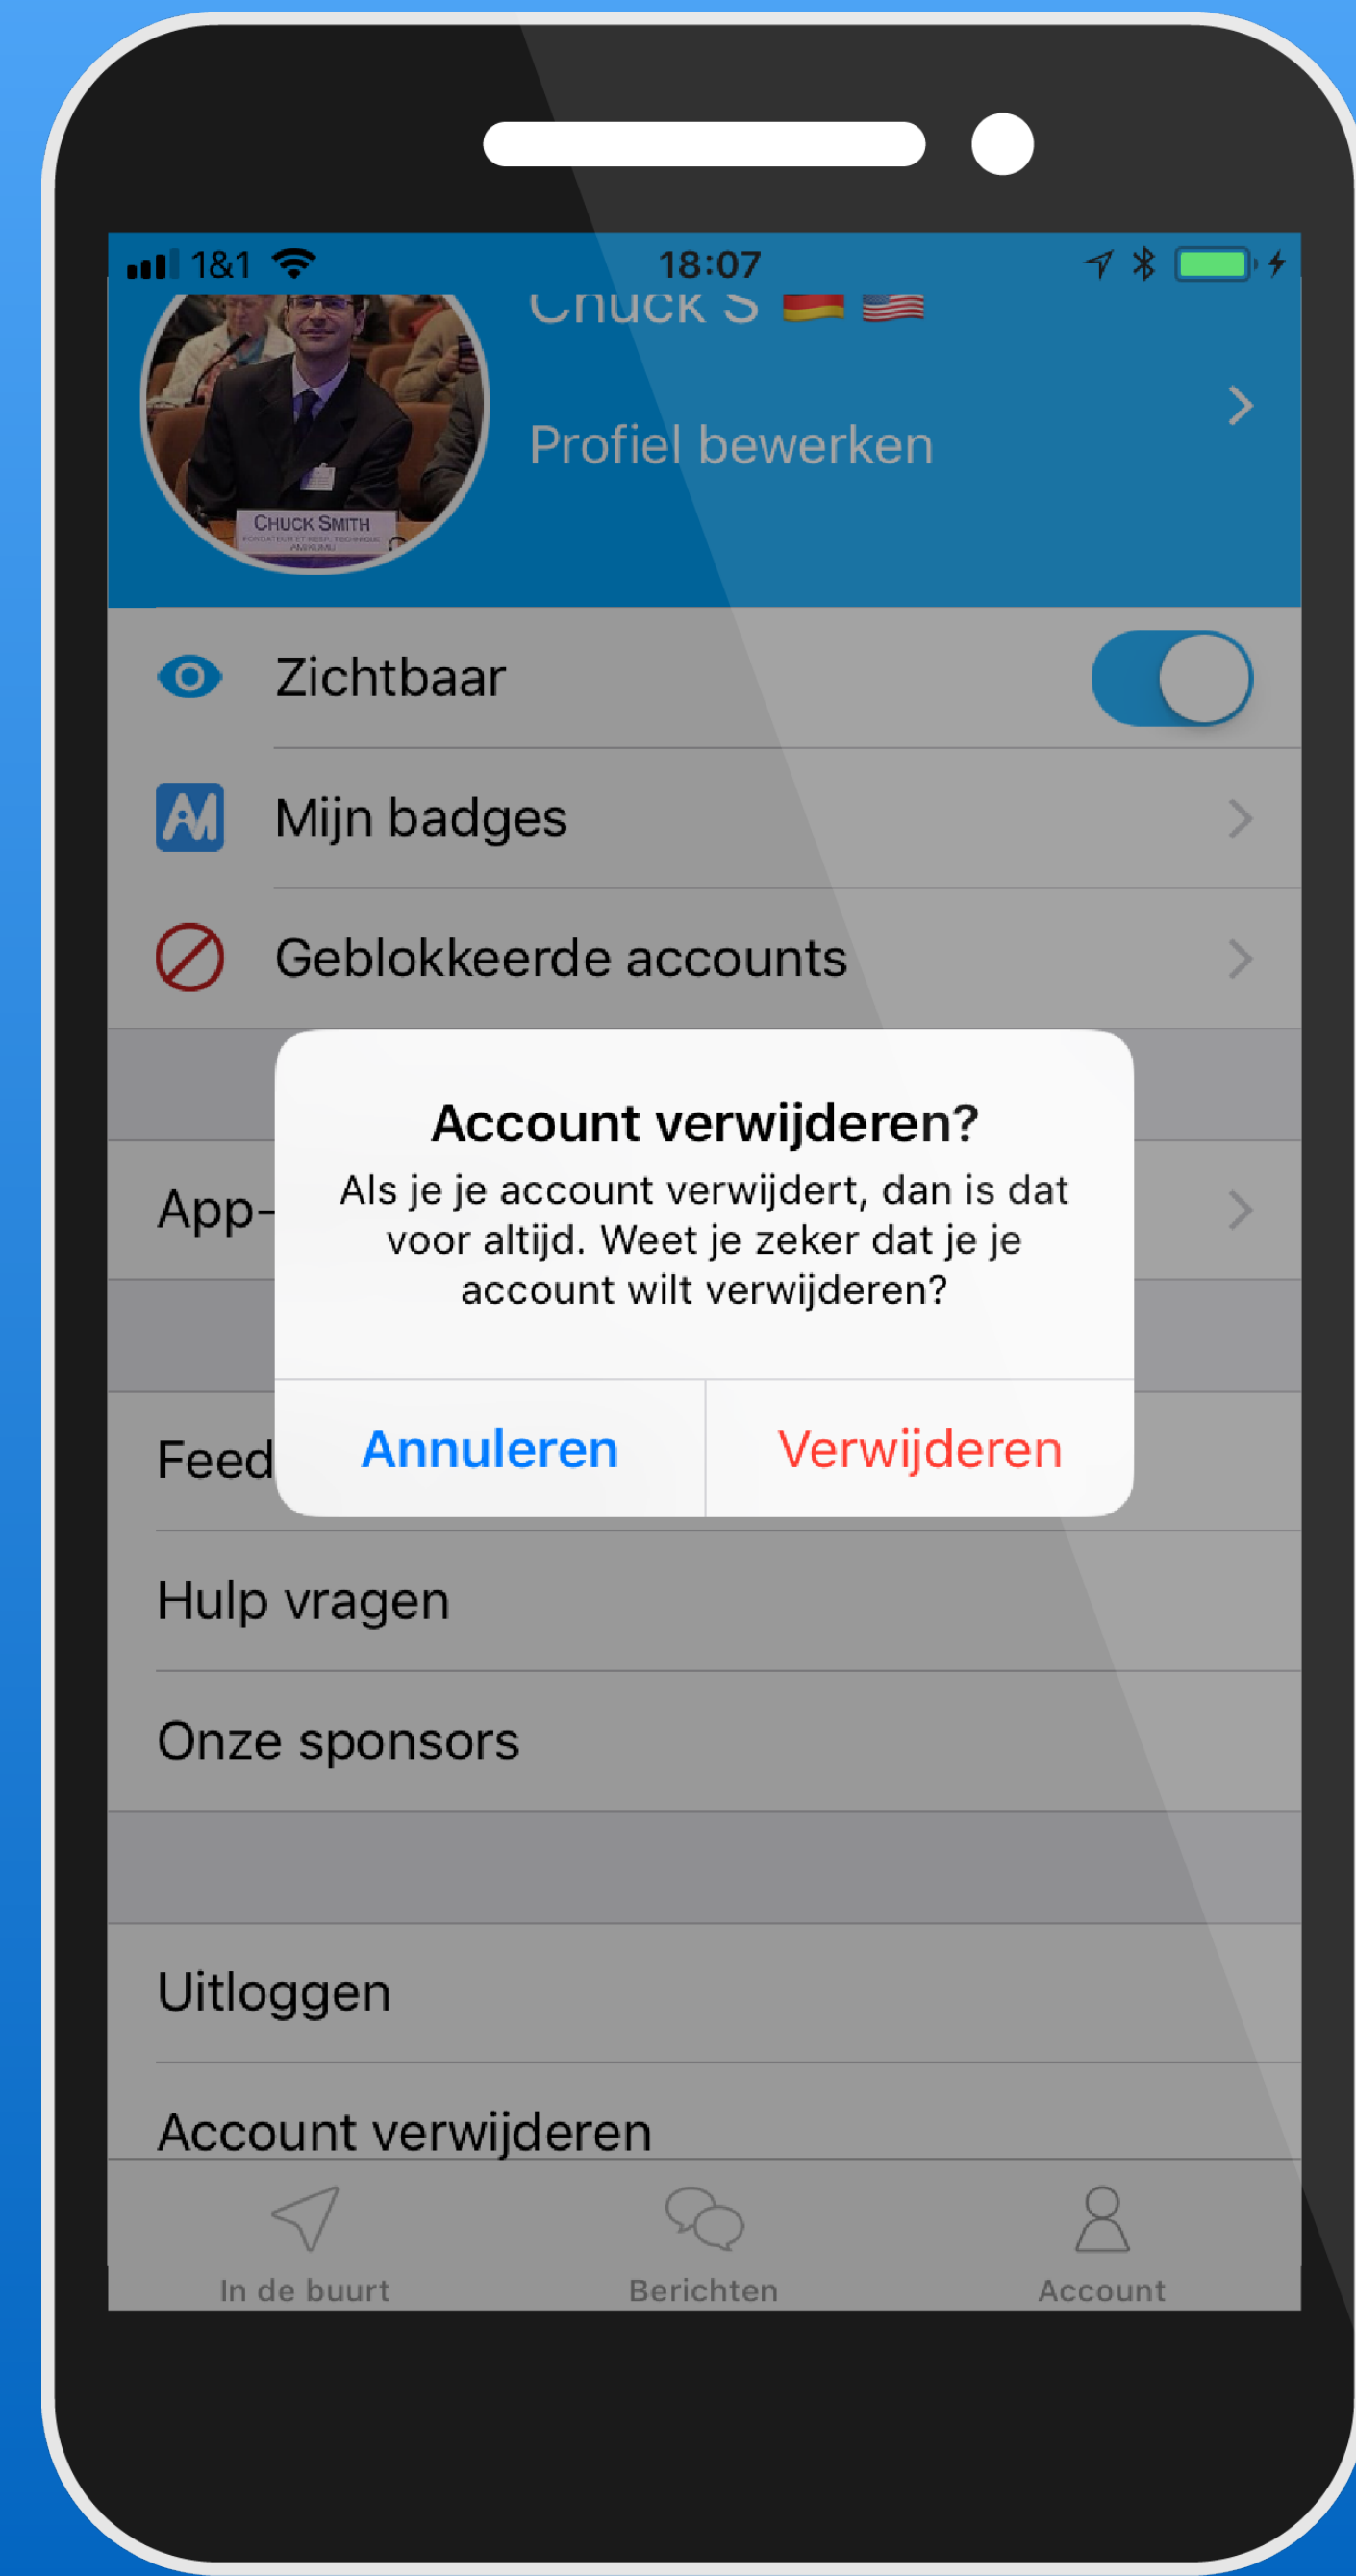 1&1 18:07
Chuck S
Profiel bewerken
CHUCK SMITH
Zichtbaar
Mijn badges
Geblokkeerde accounts
Account verwijderen?
Als je je account verwijdert, dan is dat
voor altijd. Weet je zeker dat je je
account wilt verwijderen?
App-
Annuleren Verwijderen
Feed
Hulp vragen
Onze sponsors
Uitloggen
Account verwijderen
In de buurt Berichten Account